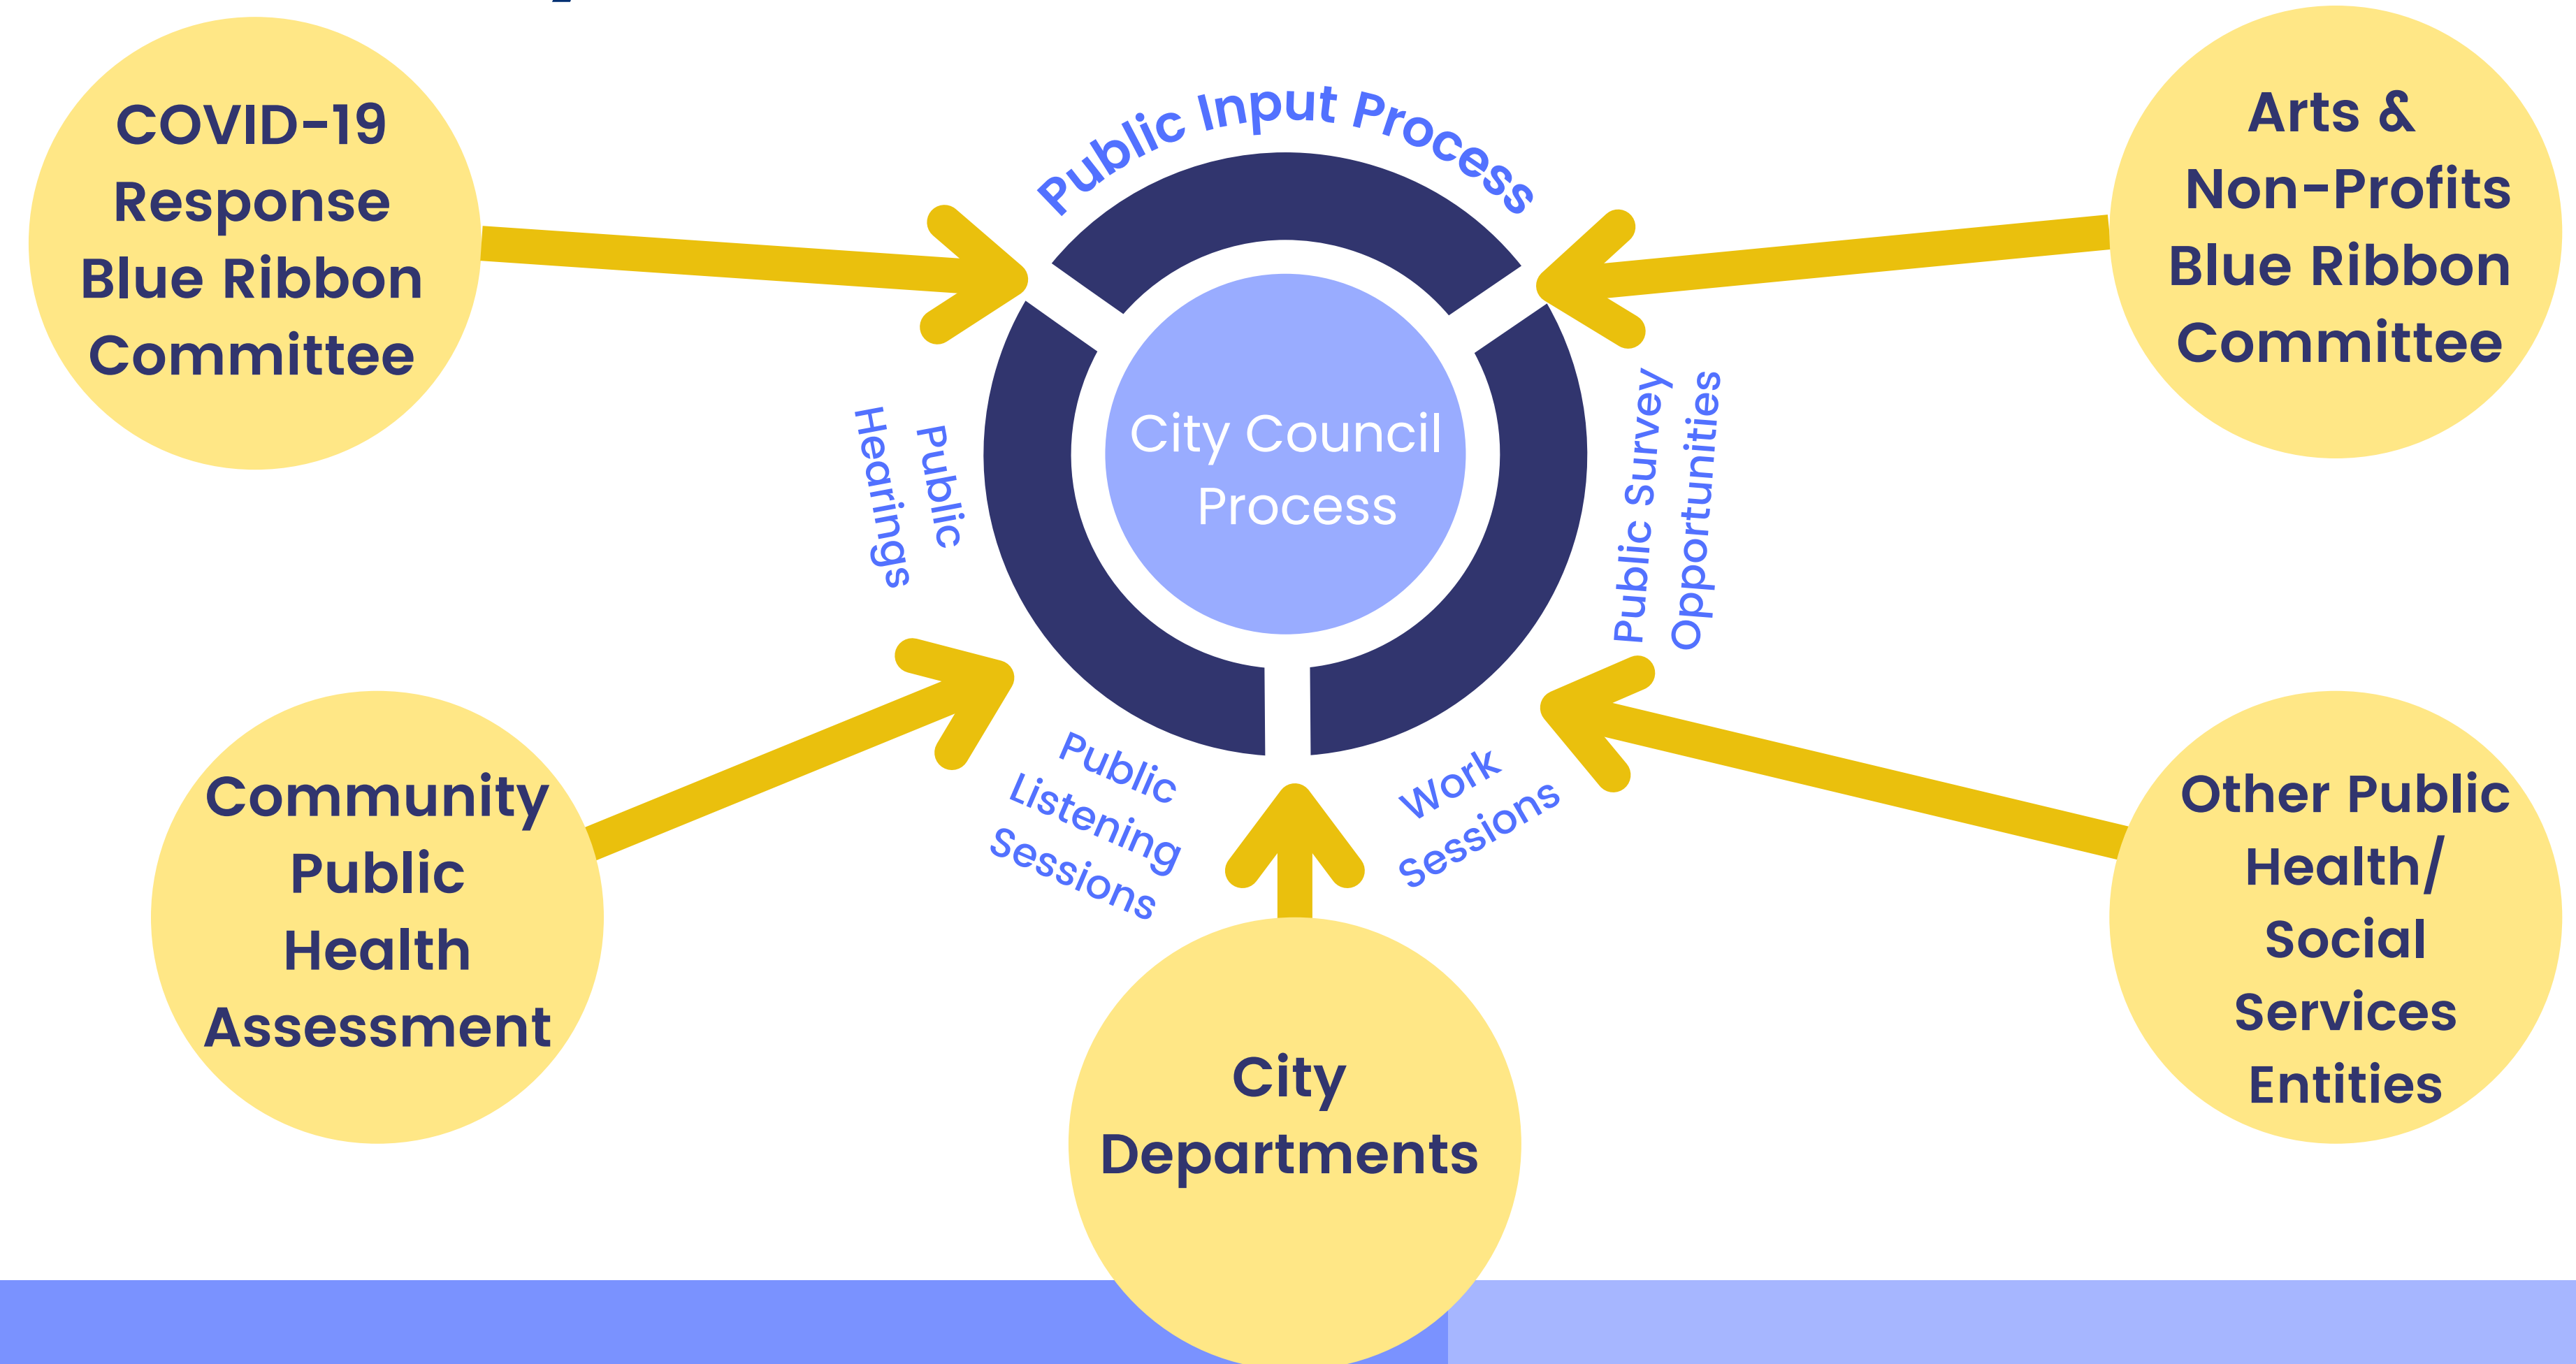 COVID-19
Response
Blue Ribbon
Committee
Public Input Process
Arts &
Non-Profits
Blue Ribbon
Committee
City Council
Process
Public
Hearings
Public Survey
Opportunities
Community
Public
Health
Assessment
Public
Listening
Sessions
Work
Sessions
City
Departments
Other Public
Health/
Social
Services
Entities